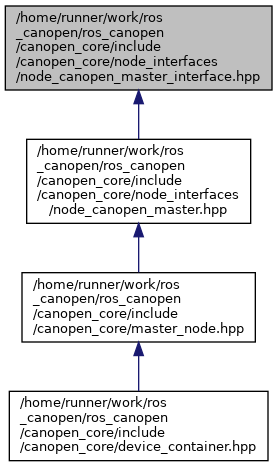 /home/runner/work/ros
_canopen/ros_canopen
/canopen_core/include
/canopen_core/node_interfaces
/node_canopen_master_interface.hpp
/home/runner/work/ros
_canopen/ros_canopen
/canopen_core/include
/canopen_core/node_interfaces
/node_canopen_master.hpp
/home/runner/work/ros
_canopen/ros_canopen
/canopen_core/include
/canopen_core/master_node.hpp
/home/runner/work/ros
_canopen/ros_canopen
/canopen_core/include
/canopen_core/device_container.hpp